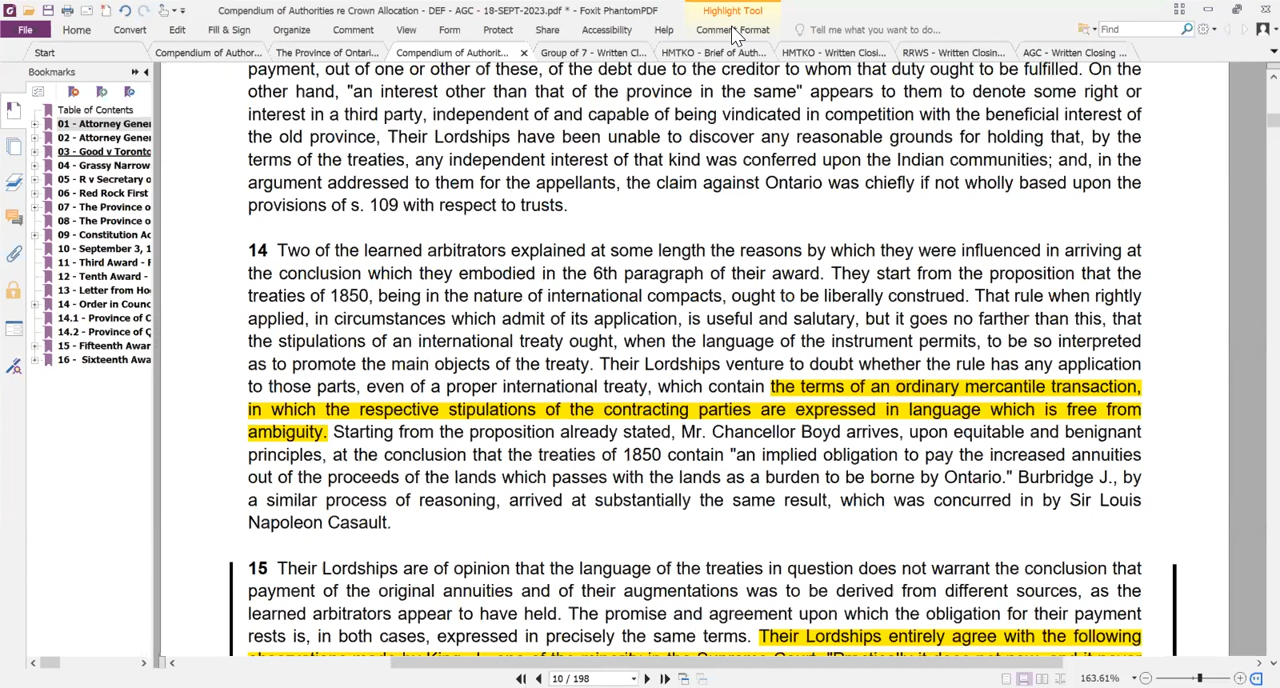 Compendium of Authorities re Crown Allocation - DEF - AGC - 18-SEPT-2023.pdf * - Foxit PhantomPDF
Highlight Tool
File Home Comment View Form Protect Share Accessibility Help Comment Format Tell me what you want to do... Find
Convert Edit Fill & Sign Organize
Start Compendium of Author... The Province of Ontari... Compendium of Authorit... × Group of 7 - Written Cl... HMTKO - Brief of Auth... HMTKO - Written Closi... RRWS - Written Closin... AGC - Written Closing ...
Bookmarks
Table of Contents
01 - Attorney Gener
02 - Attorney Gene
03 - Good v Toronto
04 - Grassy Narrow
05 - R v Secretary o
06 - Red Rock First
07 - The Province o
08 - The Province o
09 - Constitution Ac
10 - September 3, 1
11 - Third Award - F
12 - Tenth Award -
13 - Letter from Ho
14 - Order in Counc
14.1 - Province of C
14.2 - Province of Q
15 - Fifteenth Awar
16 - Sixteenth Awa
payment, out of one or other of these, of the debt due to the creditor to whom that duty ought to be fulfilled. On the
other hand, "an interest other than that of the province in the same" appears to them to denote some right or
interest in a third party, independent of and capable of being vindicated in competition with the beneficial interest of
the old province, Their Lordships have been unable to discover any reasonable grounds for holding that, by the
terms of the treaties, any independent interest of that kind was conferred upon the Indian communities; and, in the
argument addressed to them for the appellants, the claim against Ontario was chiefly if not wholly based upon the
provisions of s. 109 with respect to trusts.
14 Two of the learned arbitrators explained at some length the reasons by which they were influenced in arriving at
the conclusion which they embodied in the 6th paragraph of their award. They start from the proposition that the
treaties of 1850, being in the nature of international compacts, ought to be liberally construed. That rule when rightly
applied, in circumstances which admit of its application, is useful and salutary, but it goes no farther than this, that
the stipulations of an international treaty ought, when the language of the instrument permits, to be so interpreted
as to promote the main objects of the treaty. Their Lordships venture to doubt whether the rule has any application
to those parts, even of a proper international treaty, which contain the terms of an ordinary mercantile transaction,
in which the respective stipulations of the contracting parties are expressed in language which is free from
ambiguity. Starting from the proposition already stated, Mr. Chancellor Boyd arrives, upon equitable and benignant
principles, at the conclusion that the treaties of 1850 contain "an implied obligation to pay the increased annuities
out of the proceeds of the lands which passes with the lands as a burden to be borne by Ontario." Burbridge J., by
a similar process of reasoning, arrived at substantially the same result, which was concurred in by Sir Louis
Napoleon Casault.
15 Their Lordships are of opinion that the language of the treaties in question does not warrant the conclusion that
payment of the original annuities and of their augmentations was to be derived from different sources, as the
learned arbitrators appear to have held. The promise and agreement upon which the obligation for their payment
rests is, in both cases, expressed in precisely the same terms. Their Lordships entirely agree with the following
10 / 198
163.61%